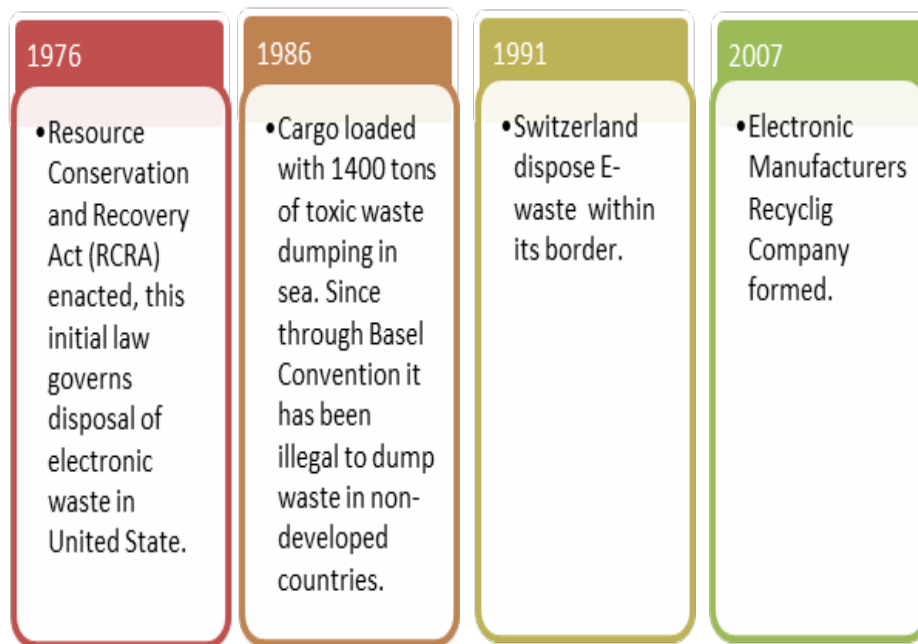 1976
•Resource
Conservation
and Recovery
Act (RCRA)
enacted, this
initial law
governs
disposal of
electronic
waste in
United State.
1986
•Cargo loaded
with 1400 tons
of toxic waste
dumping in
sea. Since
through Basel
Convention it
has been
illegal to dump
waste in non-
developed
countries.
1991
•Switzerland
dispose E-
waste within
its border.
2007
•Electronic
Manufacturers
Recyclig
Company
formed.